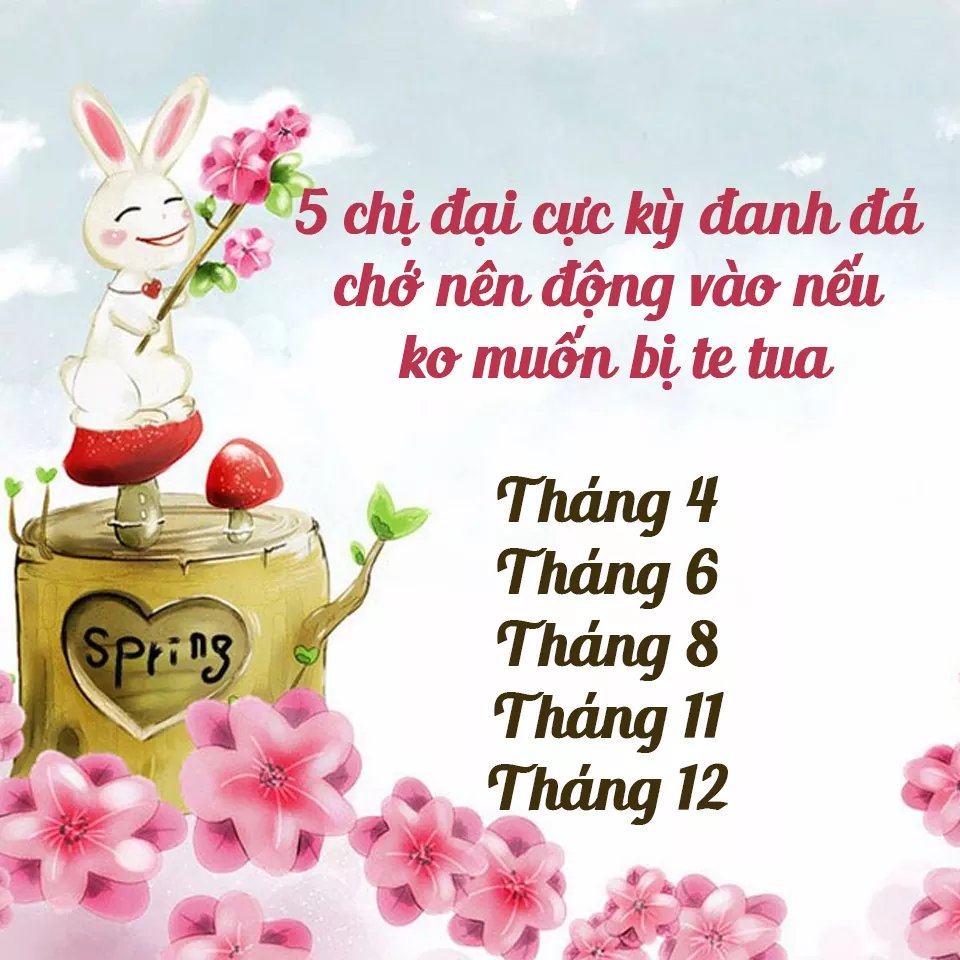 5 chị đại cực kỳ đanh đá
chớ nên động vào nếu
ko muốn bị te tua
Tháng 4
Tháng 6
Tháng 8
Tháng 11
Tháng 12
Spring